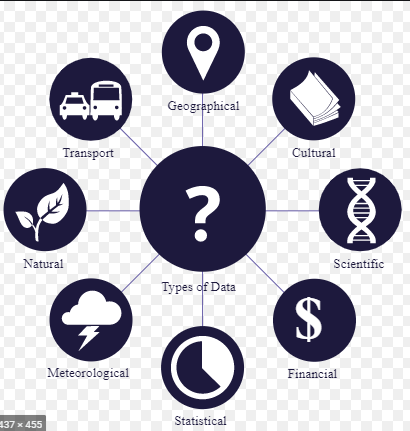 Geographical
Transport
Cultural
?
Natural
Scientific
Types of Data
$
Meteorological
Financial
Statistical
437 × 455